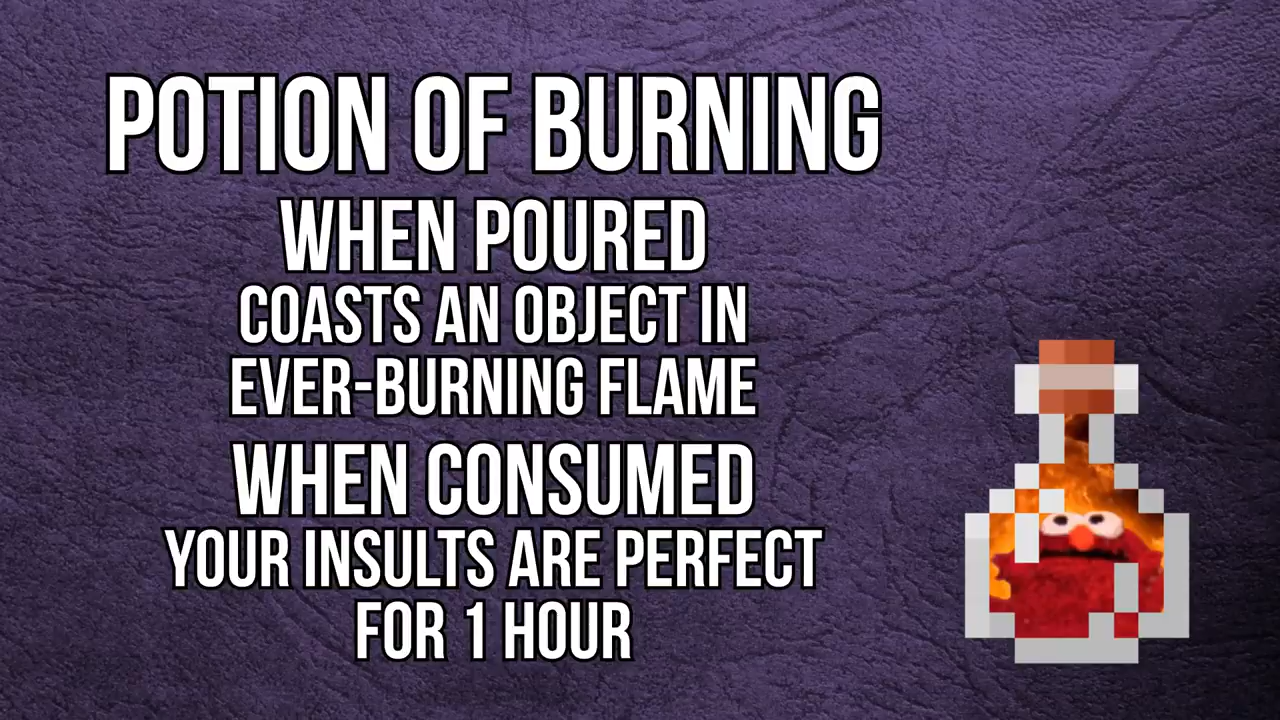 POTION OF BURNING
WHEN POURED
COASTS AN OBJECT IN
EVER-BURNING FLAME
WHEN CONSUMED
YOUR INSULTS ARE PERFECT
FOR 1 HOUR